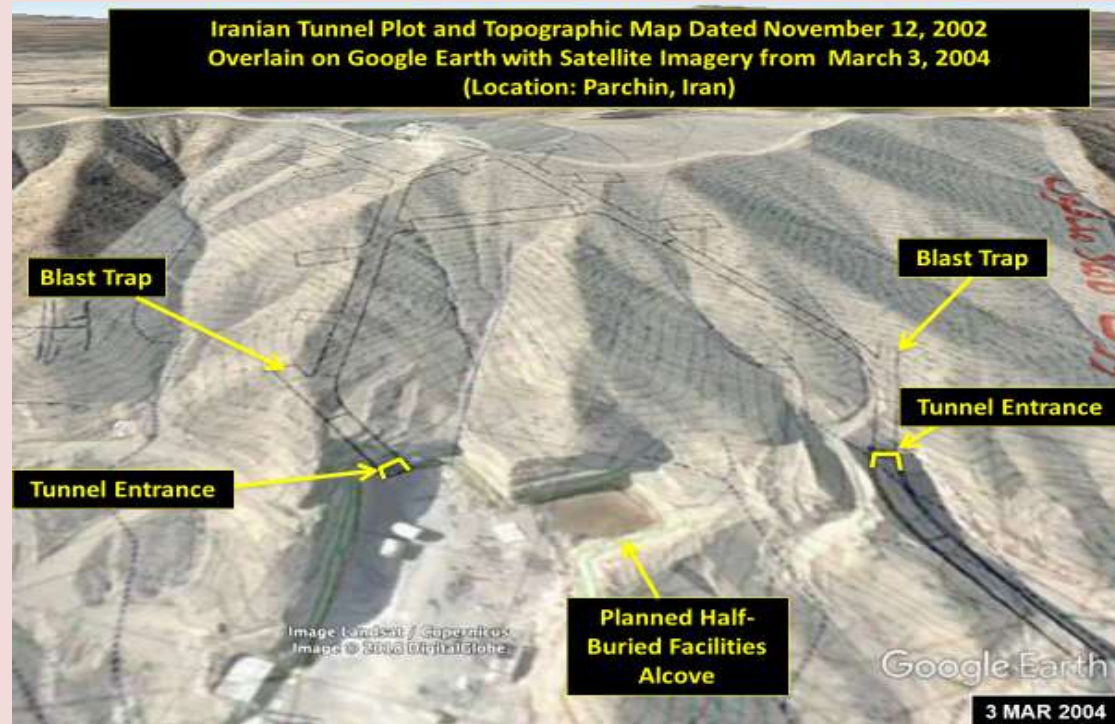 Iranian Tunnel Plot and Topographic Map Dated November 12, 2002
Overlain on Google Earth with Satellite Imagery from March 3, 2004
(Location: Parchin, Iran)
Blast Trap
Blast Trap
Tunnel Entrance
Tunnel Entrance
Planned Half-
Buried Facilities
Alcove
Image Landsat / Copernicus
Image © 2018 DigitalGlobe
Google Earth
3 MAR 2004